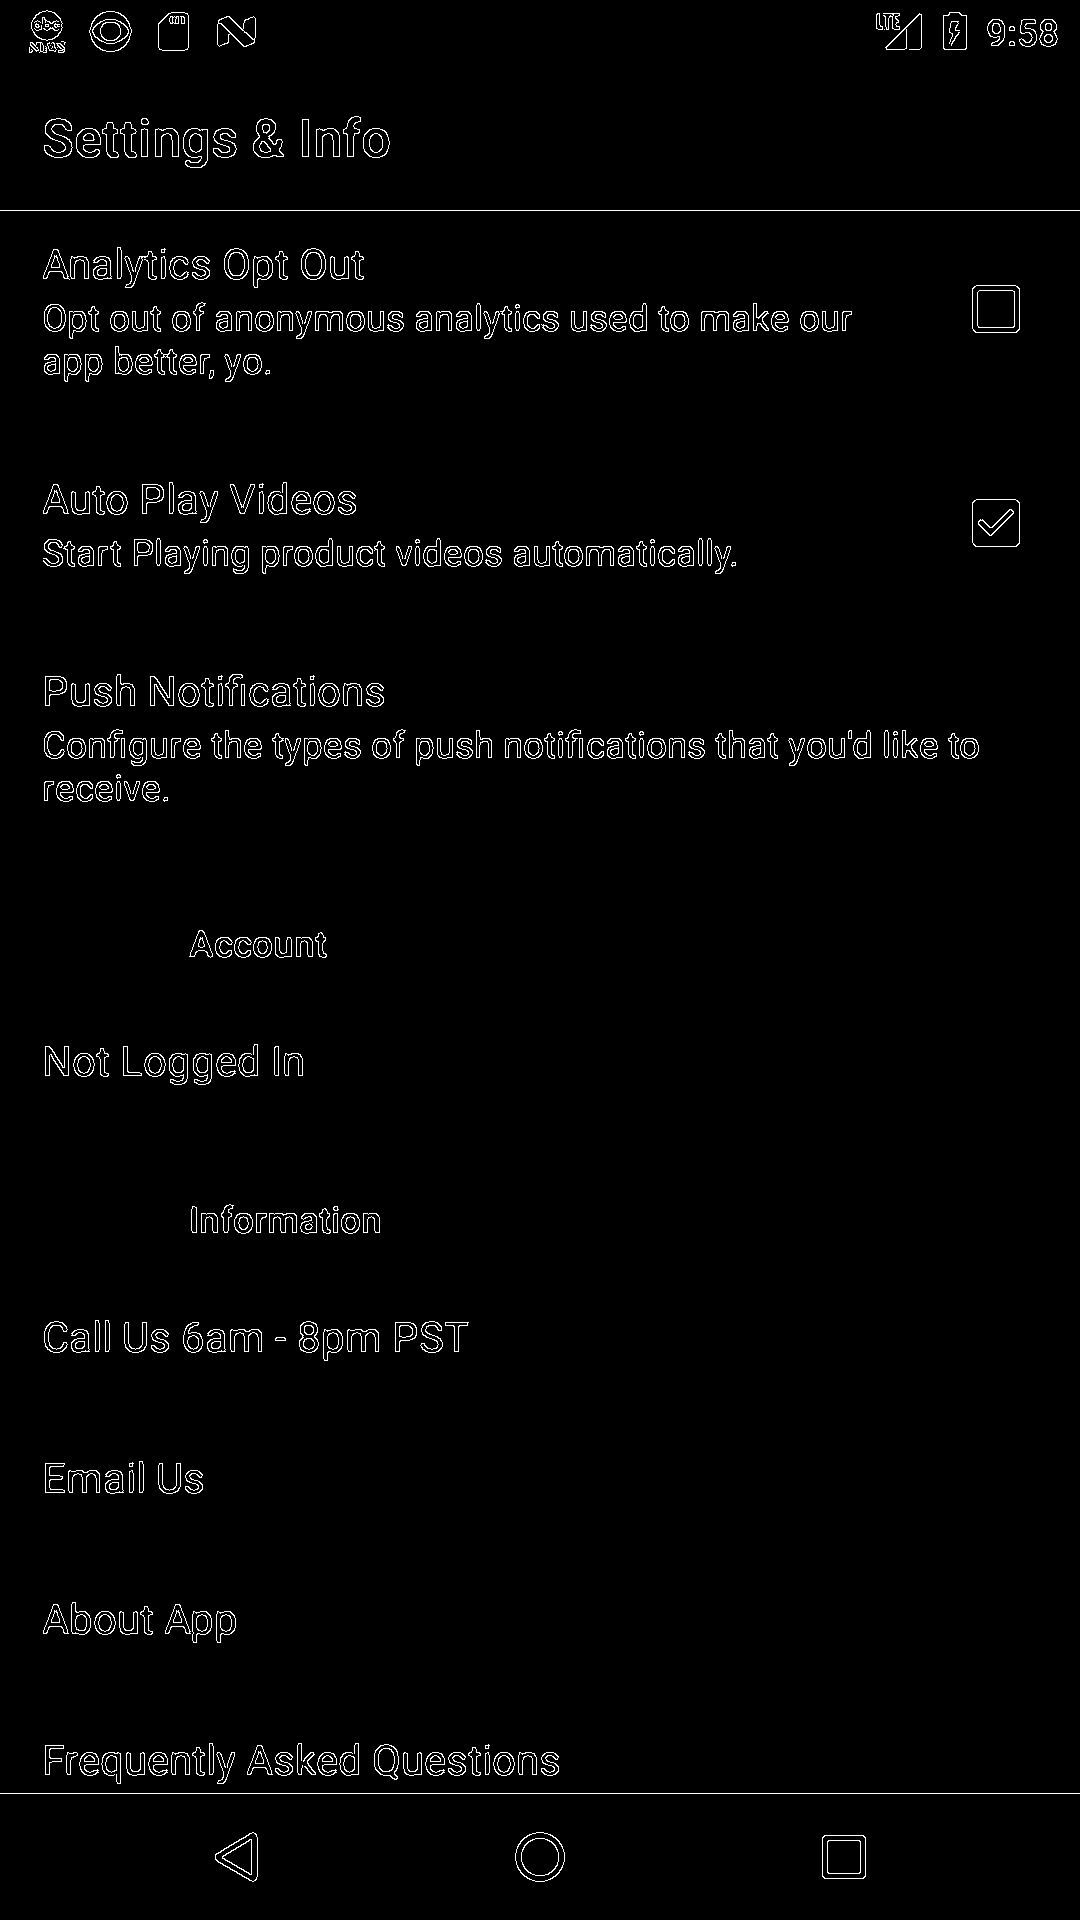 abc
NEWS
LTE
9:58
Settings & Info
Analytics Opt Out
Opt out of anonymous analytics used to make our
app better, yo.
Auto Play Videos
Start Playing product videos automatically.
Push Notifications
Configure the types of push notifications that you'd like to
receive.
Account
Not Logged In
Information
Call Us 6am - 8pm PST
Email Us
About App
Frequently Asked Questions